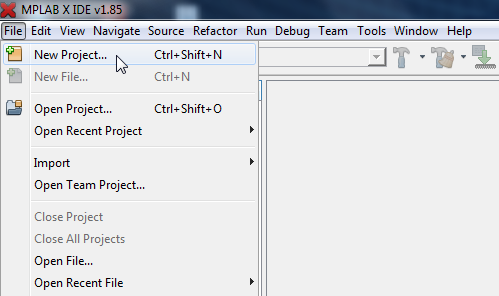 MPLAB X IDE v1.85
File Edit View Navigate Source Refactor Run Debug Team Tools Window Help
New Project... Ctrl+Shift+N
New File... Ctrl+N
Open Project... Ctrl+Shift+O
Open Recent Project
Import
Open Team Project...
Close Project
Close All Projects
Open File...
Open Recent File